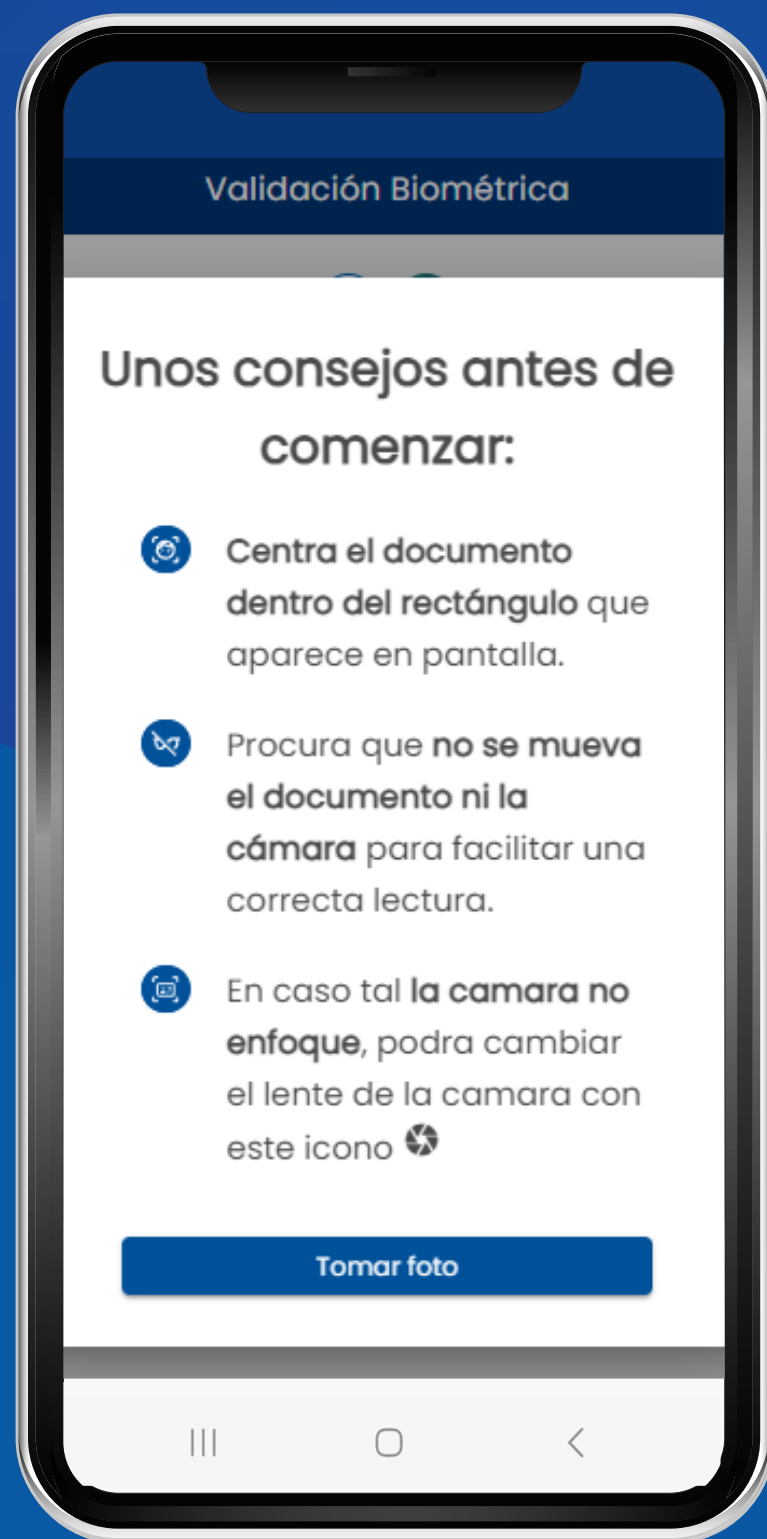 Validación Biométrica
Unos consejos antes de
comenzar:
Centra el documento
dentro del rectángulo que
aparece en pantalla.
Procura que no se mueva
el documento ni la
cámara para facilitar una
correcta lectura.
En caso tal la camara no
enfoque, podra cambiar
el lente de la camara con
este icono
Tomar foto